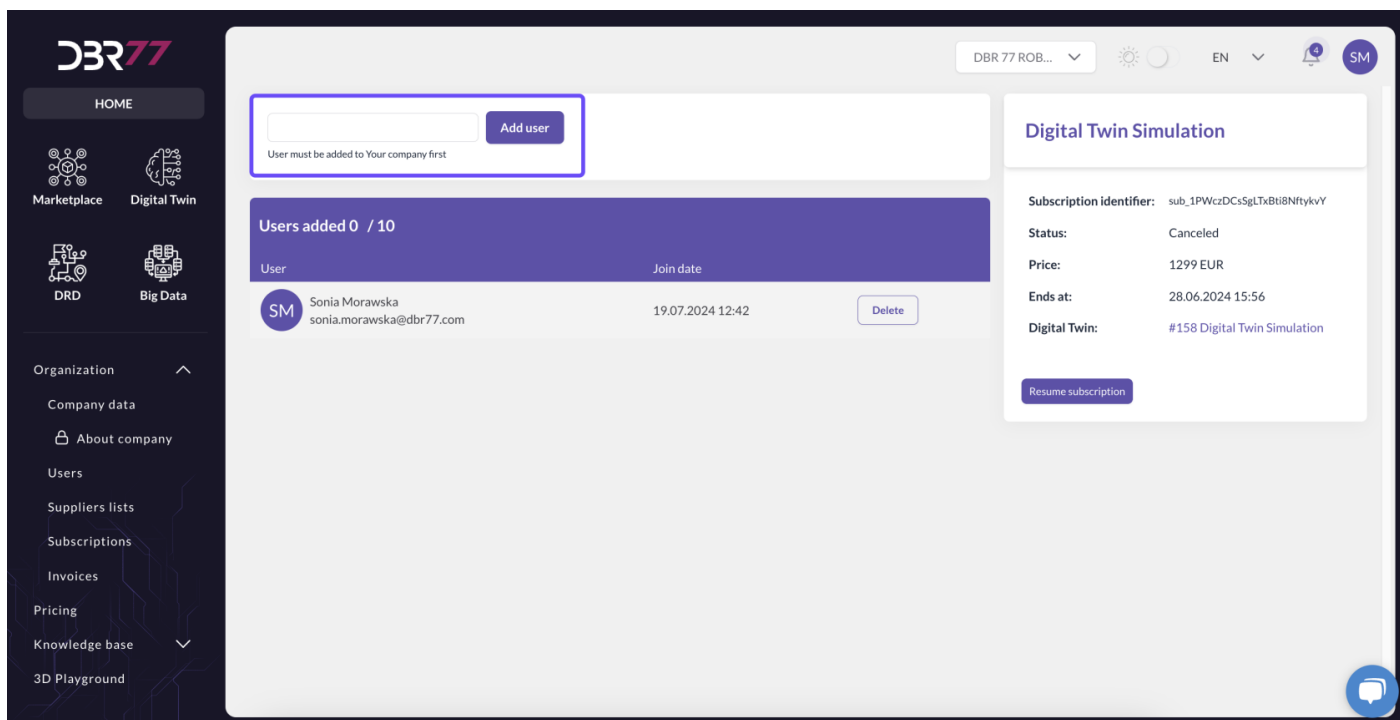 DBR77
HOME
Marketplace
Digital Twin
DRD
Big Data
Organization
Company data
About company
Users
Suppliers lists
Subscriptions
Invoices
Pricing
Knowledge base
3D Playground
DBR 77 ROB...
EN
4
SM
Add user
User must be added to Your company first
Users added 0 / 10
User Join date
SM
Sonia Morawska
sonia.morawska@dbr77.com
19.07.2024 12:42
Delete
Digital Twin Simulation
Subscription identifier: sub_1PWczDCsSgLTxBti8NftykvY
Status: Canceled
Price: 1299 EUR
Ends at: 28.06.2024 15:56
Digital Twin: #158 Digital Twin Simulation
Resume subscription